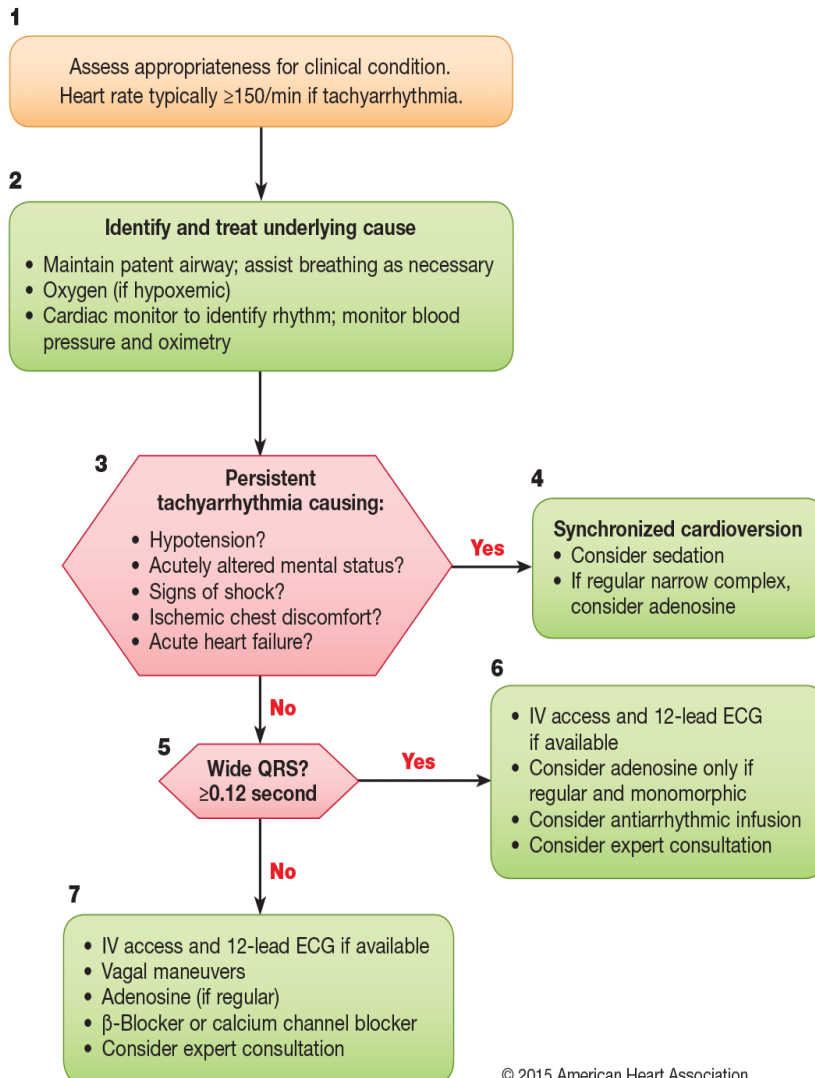 1
Assess appropriateness for clinical condition.
Heart rate typically ≥150/min if tachyarrhythmia.
2
Identify and treat underlying cause
• Maintain patent airway; assist breathing as necessary
• Oxygen (if hypoxemic)
• Cardiac monitor to identify rhythm; monitor blood
pressure and oximetry
3
Persistent
tachyarrhythmia causing:
• Hypotension?
• Acutely altered mental status?
• Signs of shock?
• Ischemic chest discomfort?
• Acute heart failure?
Yes
4
Synchronized cardioversion
• Consider sedation
• If regular narrow complex,
consider adenosine
No
5
Wide QRS?
≥0.12 second
Yes
6
• IV access and 12-lead ECG
if available
• Consider adenosine only if
regular and monomorphic
• Consider antiarrhythmic infusion
• Consider expert consultation
No
7
• IV access and 12-lead ECG if available
• Vagal maneuvers
• Adenosine (if regular)
• β-Blocker or calcium channel blocker
• Consider expert consultation
© 2015 American Heart Association